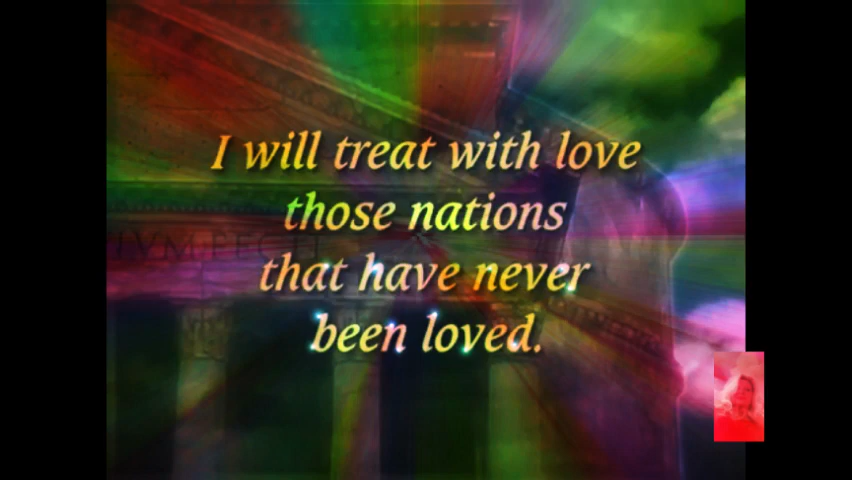 I will treat with love
those nations
that have never
been loved.